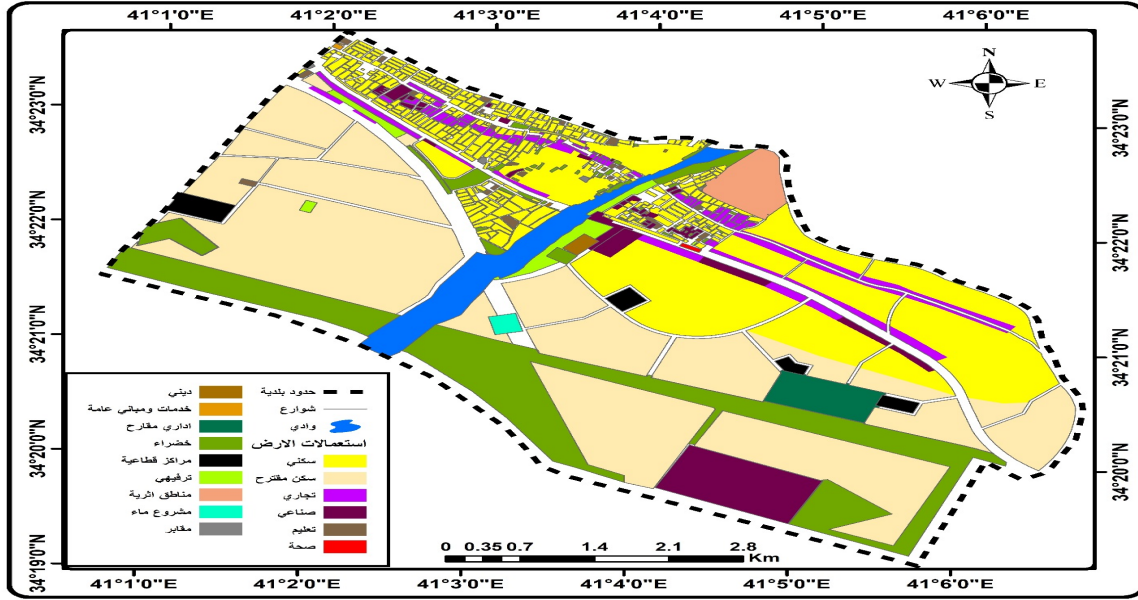 41°1'0"E 41°2'0"E 41°3'0"E 41°4'0"E 41°5'0"E 41°6'0"E
N
W E
S
34°23'0"N
34°22'0"N
34°21'0"N
34°20'0"N
34°19'0"N
34°23'0"N
34°22'0"N
34°21'0"N
34°20'0"N
حدود بلدية
شوارع
وادي
استعمالات الارض
سكني
سكن مقترح
تجاري
صناعي
تعليم
صحة
ديني
خدمات ومباني عامة
اداري مقارح
خضراء
مراكز قطاعية
ترفيهي
مناطق اثرية
مشروع ماء
مقابر
0 0.35 0.7 1.4 2.1 2.8
Km
41°1'0"E 41°2'0"E 41°3'0"E 41°4'0"E 41°5'0"E 41°6'0"E